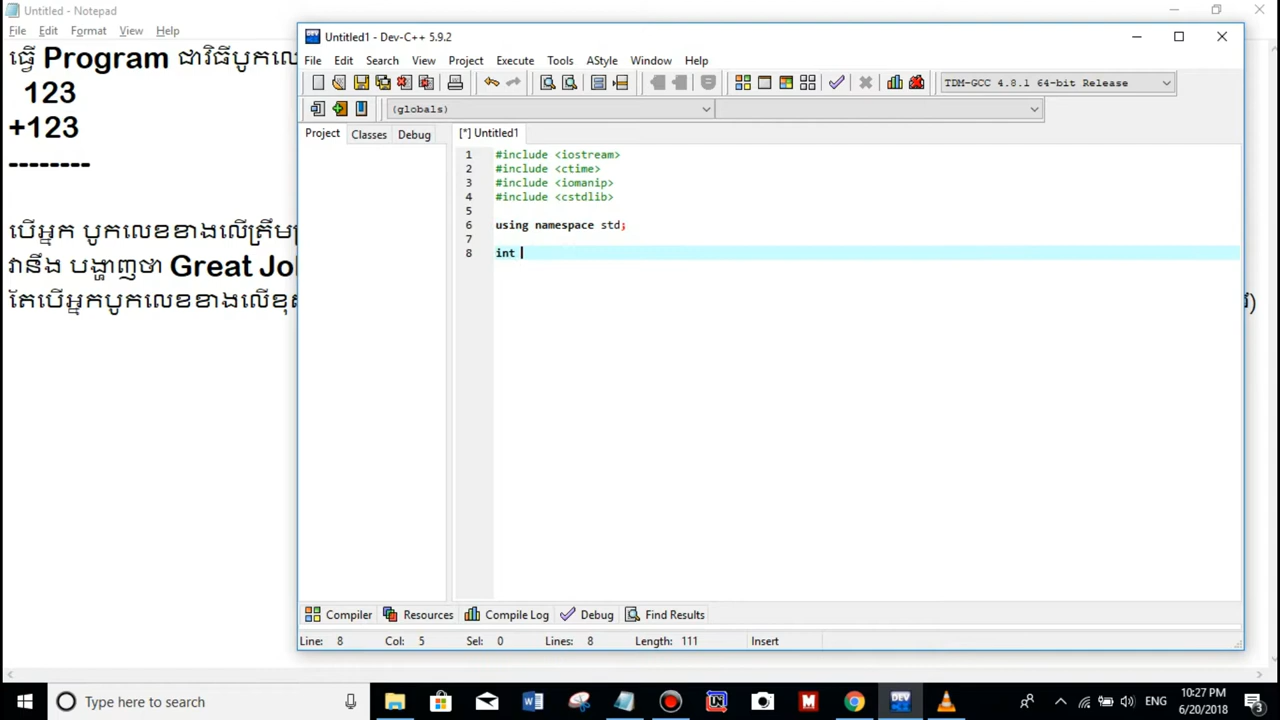 Untitled - Notepad
File Edit Format View Help
ធ្វើ Program ជាវិធីបូកលេ
123
+123
--------
បើអ្នក បូកលេខខាងលើត្រឹម
វានឹង បង្ហាញថា Great Jo
តែបើអ្នកបូកលេខខាងលើខុស
Untitled1 - Dev-C++ 5.9.2
File Edit Search View Project Execute Tools AStyle Window Help
TDM-GCC 4.8.1 64-bit Release
(globals)
Project Classes Debug
[*] Untitled1
1 #include <iostream>
2 #include <ctime>
3 #include <iomanip>
4 #include <cstdlib>
5
6 using namespace std;
7
8 int
Compiler Resources Compile Log Debug Find Results
Line: 8 Col: 5 Sel: 0 Lines: 8 Length: 111 Insert
Type here to search
ENG
10:27 PM
6/20/2018
3